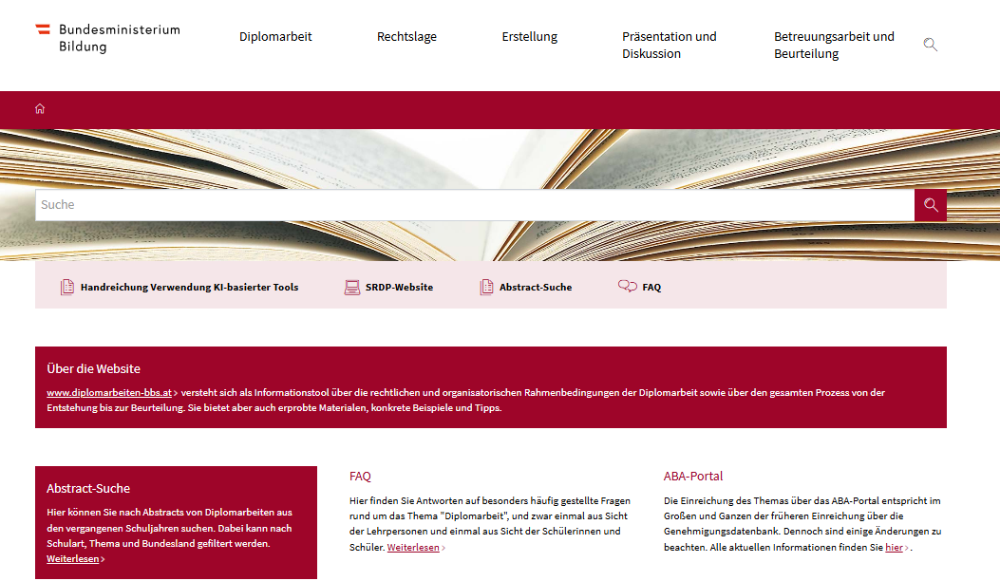 Bundesministerium
Bildung
Diplomarbeit
Rechtslage
Erstellung
Präsentation und
Diskussion
Betreuungsarbeit und
Beurteilung
Suche
Handreichung Verwendung KI-basierter Tools
SRDP-Website
Abstract-Suche
FAQ
Über die Website
www.diplomarbeiten-bbs.at › versteht sich als Informationstool über die rechtlichen und organisatorischen Rahmenbedingungen der Diplomarbeit sowie über den gesamten Prozess von der
Entstehung bis zur Beurteilung. Sie bietet aber auch erprobte Materialen, konkrete Beispiele und Tipps.
Abstract-Suche
Hier können Sie nach Abstracts von Diplomarbeiten aus
den vergangenen Schuljahren suchen. Dabei kann nach
Schulart, Thema und Bundesland gefiltert werden.
Weiterlesen ›
FAQ
Hier finden Sie Antworten auf besonders häufig gestellte Fragen
rund um das Thema "Diplomarbeit", und zwar einmal aus Sicht
der Lehrpersonen und einmal aus Sicht der Schülerinnen und
Schüler. Weiterlesen ›
ABA-Portal
Die Einreichung des Themas über das ABA-Portal entspricht im
Großen und Ganzen der früheren Einreichung über die
Genehmigungsdatenbank. Dennoch sind einige Änderungen zu
beachten. Alle aktuellen Informationen finden Sie hier › .